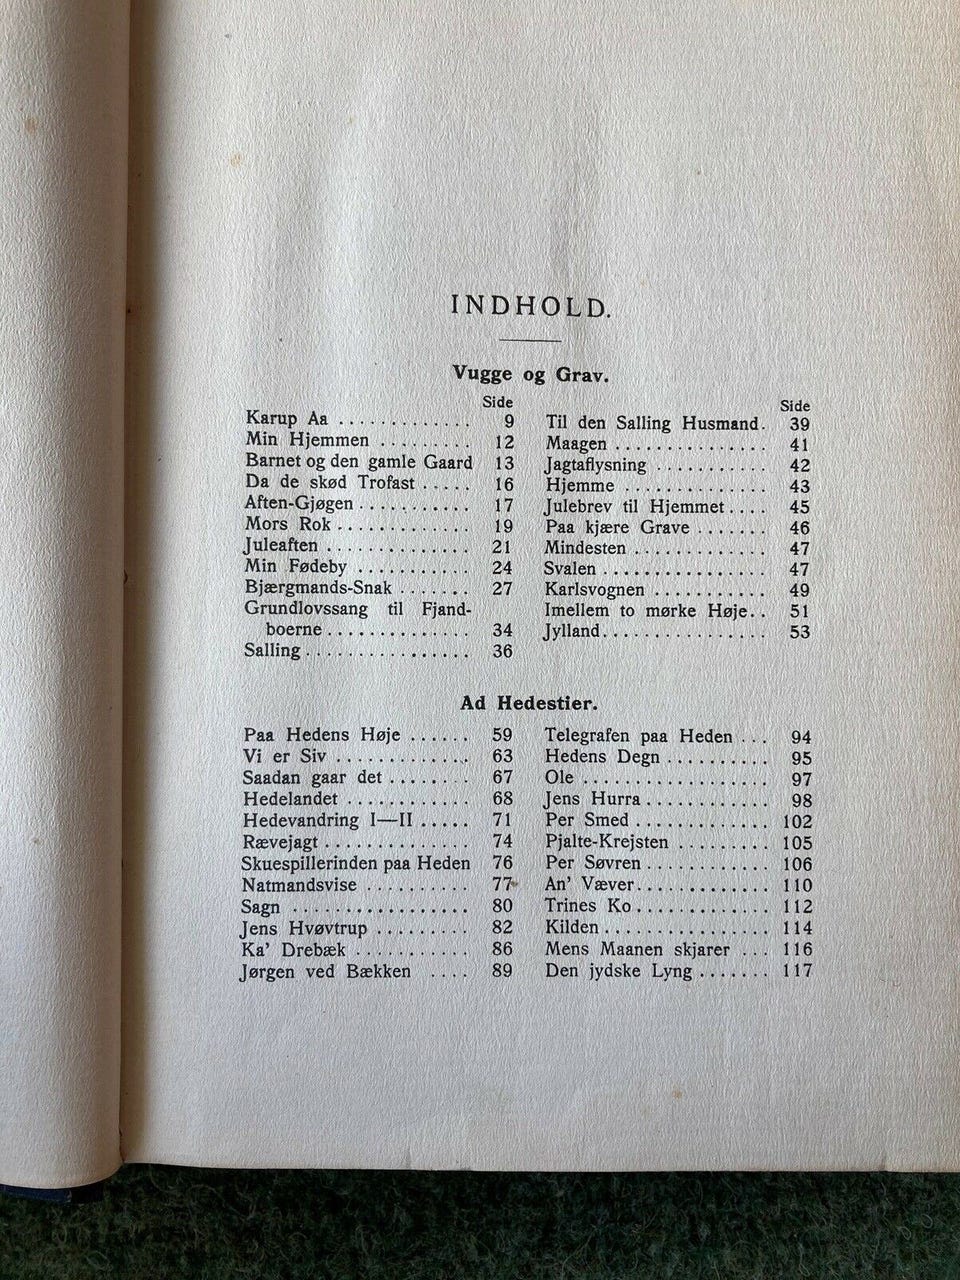 INDHOLD.
Vugge og Grav.
Side
Karup Aa ............. 9
Min Hjemmen ......... 12
Barnet og den gamle Gaard 13
Da de skød Trofast ..... 16
Aften-Gjøgen ........... 17
Mors Rok ............. 19
Juleaften .............. 21
Min Fødeby ........... 24
Bjærgmands-Snak ....... 27
Grundlovssang til Fjand-
boerne .............. 34
Salling ................ 36
Side
Til den Salling Husmand. 39
Maagen ............... 41
Jagtaflysning ........... 42
Hjemme .............. 43
Julebrev til Hjemmet .... 45
Paa kjære Grave ....... 46
Mindesten ............. 47
Svalen ................ 47
Karlsvognen ............ 49
Imellem to mørke Høje .. 51
Jylland ................ 53
Ad Hedestier.
Paa Hedens Høje ...... 59
Vi er Siv ............. 63
Saadan gaar det ........ 67
Hedelandet ............ 68
Hedevandring I—II ..... 71
Rævejagt .............. 74
Skuespillerinden paa Heden 76
Natmandsvise .......... 77
Sagn ................. 80
Jens Hvøvtrup ......... 82
Ka' Drebæk ........... 86
Jørgen ved Bækken .... 89
Telegrafen paa Heden ... 94
Hedens Degn .......... 95
Ole .................. 97
Jens Hurra ............ 98
Per Smed ............. 102
Pjalte-Krejsten ......... 105
Per Søvren ............ 106
An' Væver ............. 110
Trines Ko ............. 112
Kilden ................ 114
Mens Maanen skjarer ... 116
Den jydske Lyng ....... 117